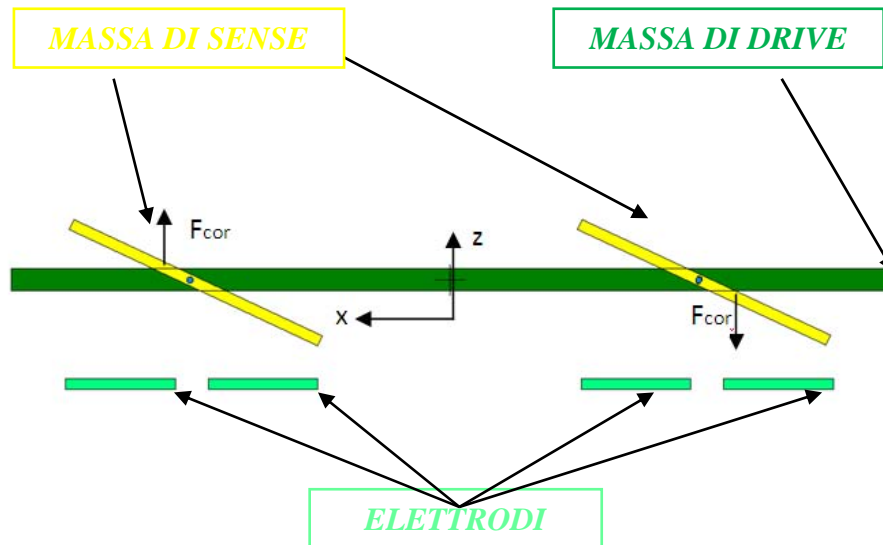 MASSA DI SENSE
MASSA DI DRIVE
Fcor
z
x
Fcor
ELETTRODI